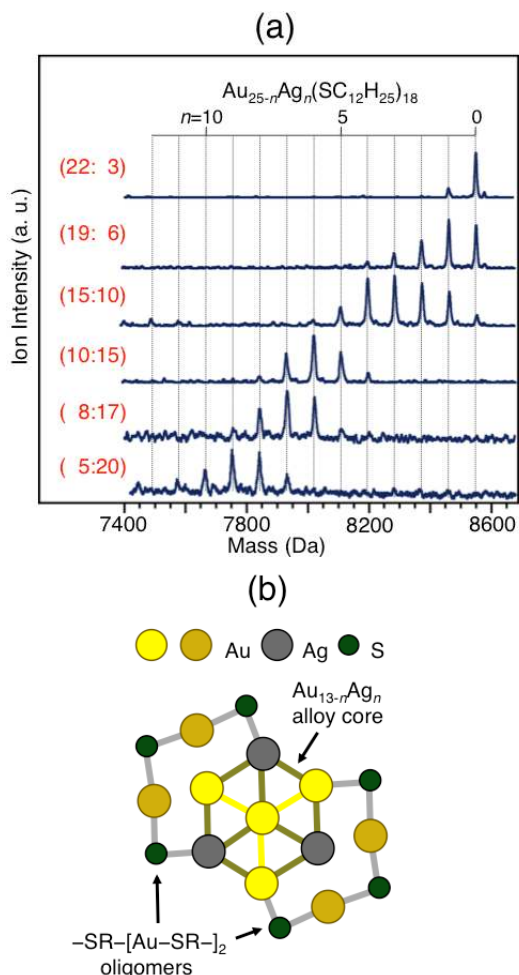 (a)
Au25-nAgn(SC12H25)18
n=10 5 0
(22: 3)
(19: 6)
(15:10)
(10:15)
( 8:17)
( 5:20)
Ion Intensity (a. u.)
7400 7800 8200 8600
Mass (Da)
(b)
Au Ag S
Au13-nAgn
alloy core
–SR–[Au–SR–]2
oligomers